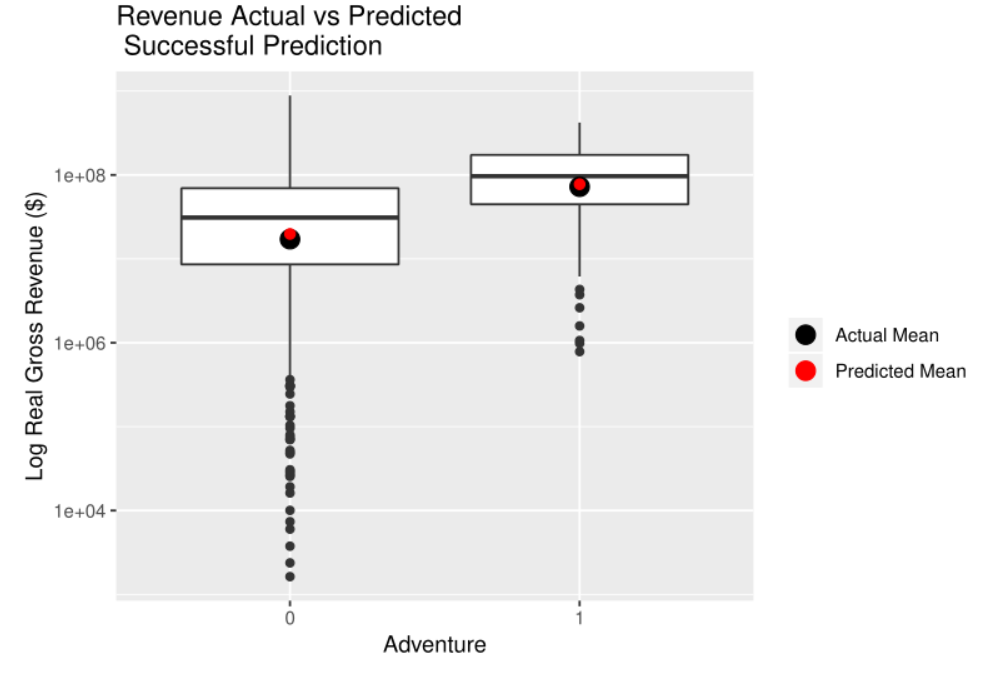 Revenue Actual vs Predicted
Successful Prediction
Log Real Gross Revenue ($)
1e+08
1e+06
1e+04
0
1
Adventure
Actual Mean
Predicted Mean